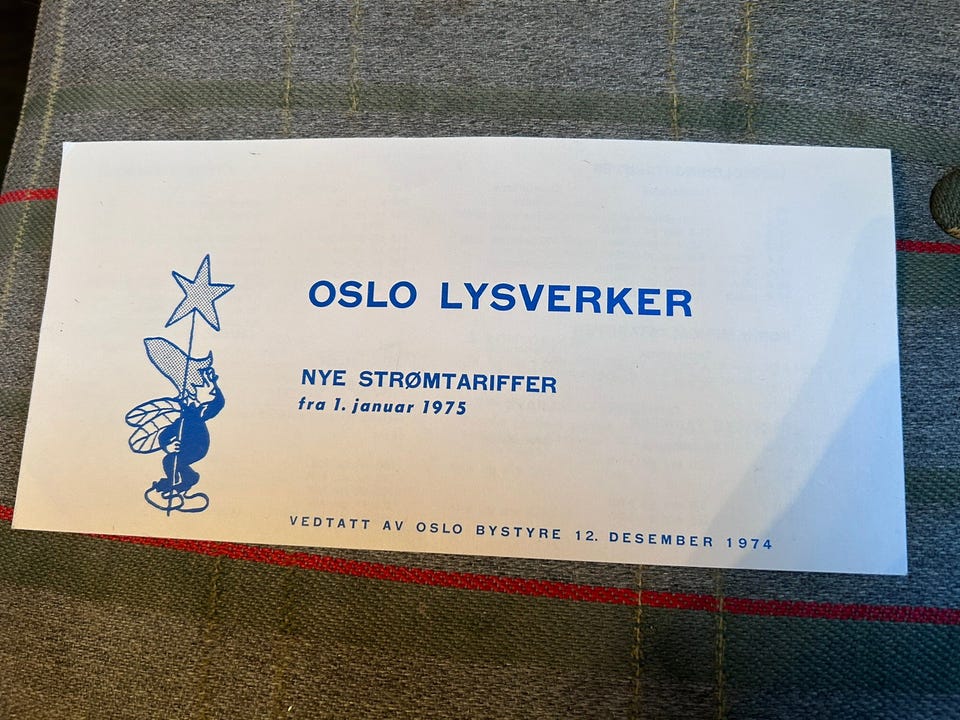 OSLO LYSVERKER
NYE STRØMTARIFFER
fra 1. januar 1975
VEDTATT AV OSLO BYSTYRE 12. DESEMBER 1974